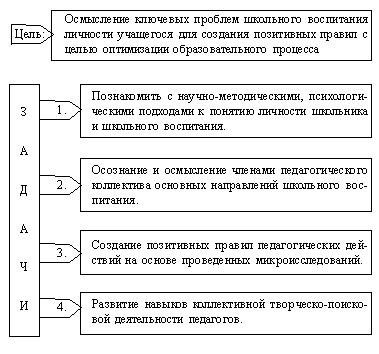 Цель:
Осмысление ключевых проблем школьного воспитания
личности учащегося для создания позитивных правил с
целью оптимизации образовательного процесса
ЗАДАЧИ
1.
Познакомить с научно-методическими, психологи-
ческими подходами к понятию личности школьника
и школьного воспитания.
2.
Осознание и осмысление членами педагогического
коллектива основных направлений школьного вос-
питания.
3.
Создание позитивных правил педагогических дей-
ствий на основе проведенных микроисследований.
4.
Развитие навыков коллективной творческо-поиско-
вой деятельности педагогов.